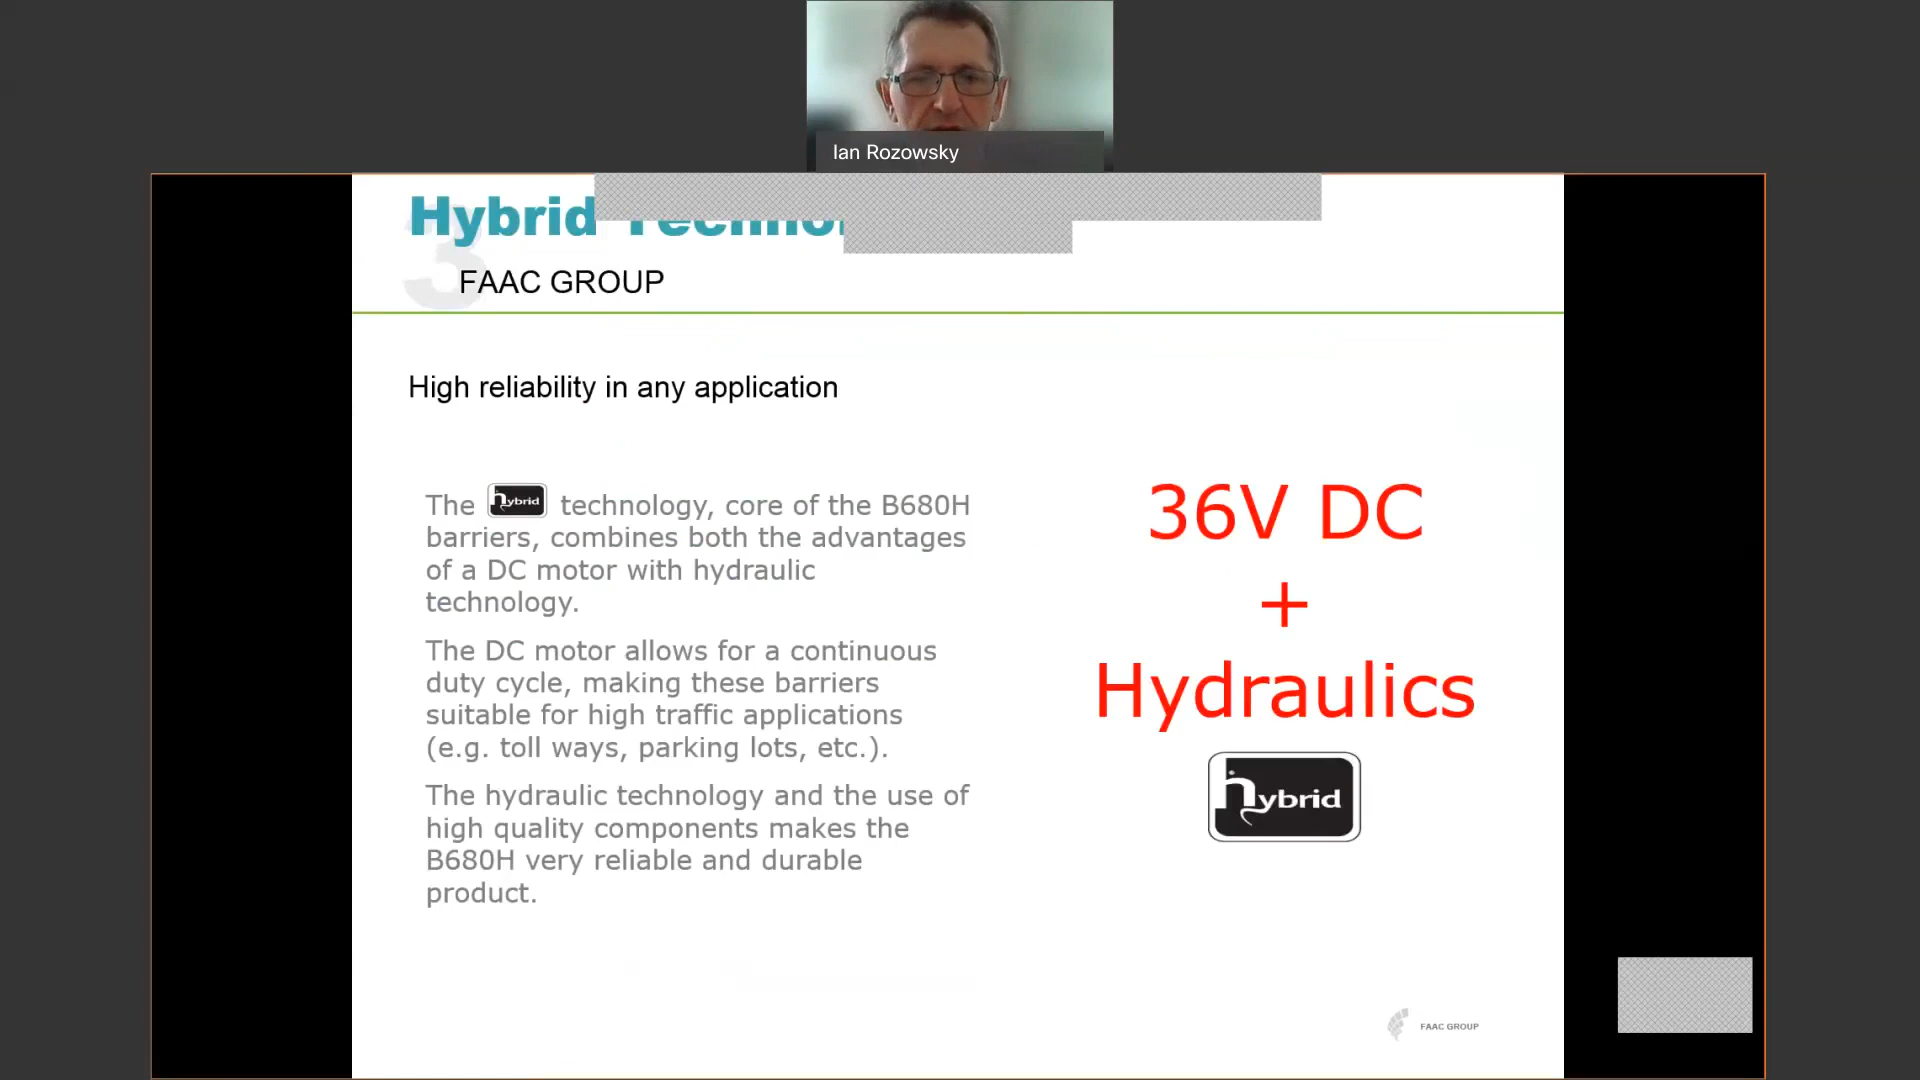 Ian Rozowsky
Hybrid
3
FAAC GROUP
High reliability in any application
The hybrid technology, core of the B680H
barriers, combines both the advantages
of a DC motor with hydraulic
technology.
The DC motor allows for a continuous
duty cycle, making these barriers
suitable for high traffic applications
(e.g. toll ways, parking lots, etc.).
The hydraulic technology and the use of
high quality components makes the
B680H very reliable and durable
product.
36V DC
+
Hydraulics
hybrid
FAAC GROUP